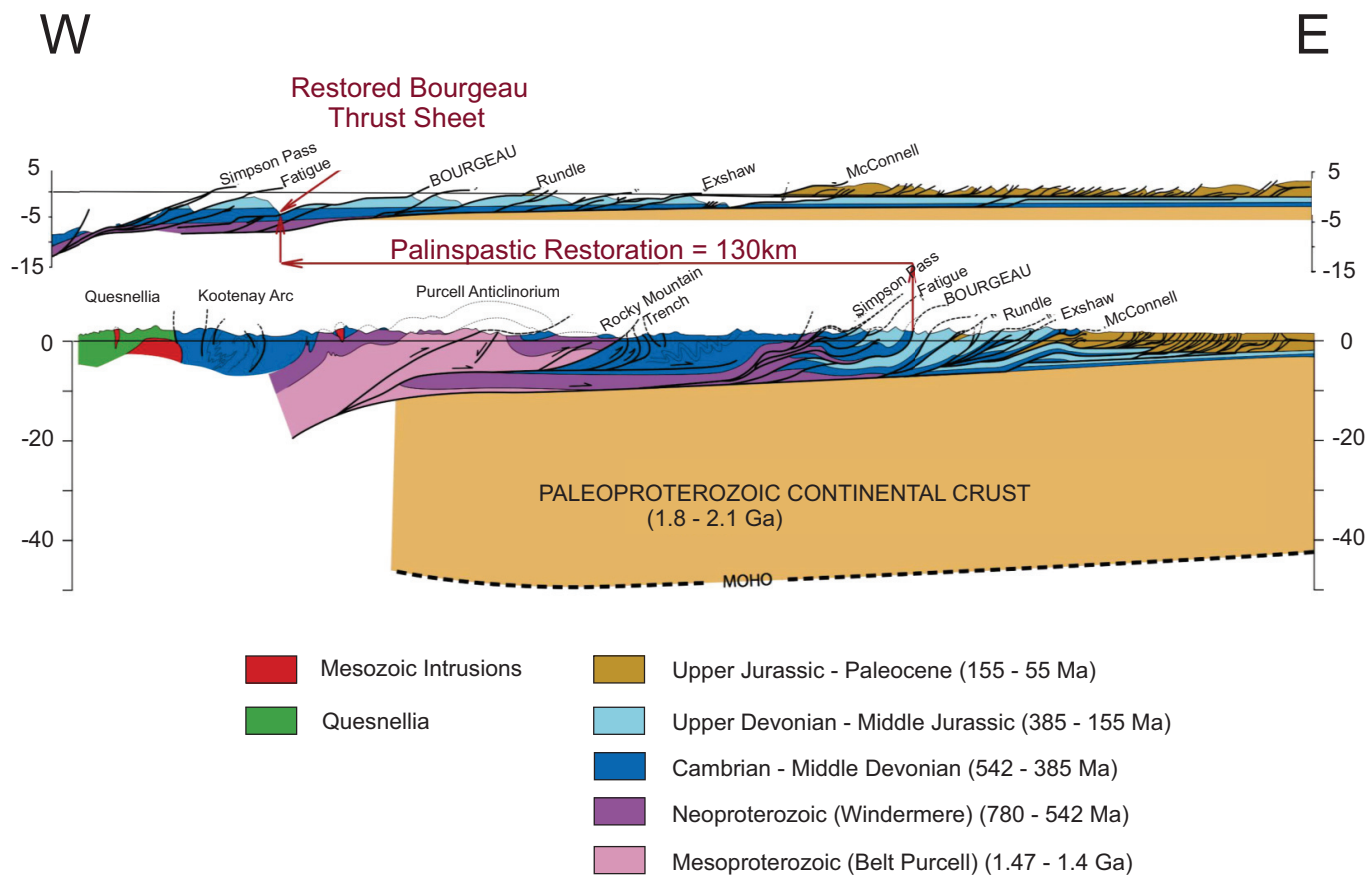 W
E
Restored Bourgeau
Thrust Sheet
Simpson Pass
Fatigue
BOURGEAU
Rundle
Exshaw
McConnell
5
-5
-15
5
-5
-15
Palinspastic Restoration = 130km
Quesnellia
Kootenay Arc
Purcell Anticlinorium
Rocky Mountain
Trench
Simpson Pass
Fatigue
BOURGEAU
Rundle
Exshaw
McConnell
0
-20
-40
0
-20
-40
PALEOPROTEROZOIC CONTINENTAL CRUST
(1.8 - 2.1 Ga)
MOHO
Mesozoic Intrusions
Quesnellia
Upper Jurassic - Paleocene (155 - 55 Ma)
Upper Devonian - Middle Jurassic (385 - 155 Ma)
Cambrian - Middle Devonian (542 - 385 Ma)
Neoproterozoic (Windermere) (780 - 542 Ma)
Mesoproterozoic (Belt Purcell) (1.47 - 1.4 Ga)